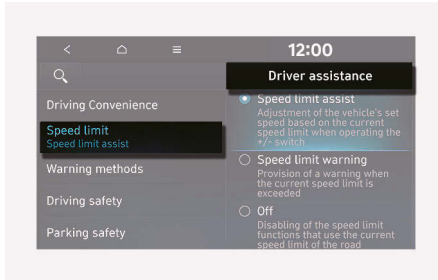 12:00
Driver assistance
Driving Convenience
Speed limit
Speed limit assist
Warning methods
Driving safety
Parking safety
Speed limit assist
Adjustment of the vehicle's set
speed based on the current
speed limit when operating the
+/- switch
Speed limit warning
Provision of a warning when
the current speed limit is
exceeded
Off
Disabling of the speed limit
functions that use the current
speed limit of the road